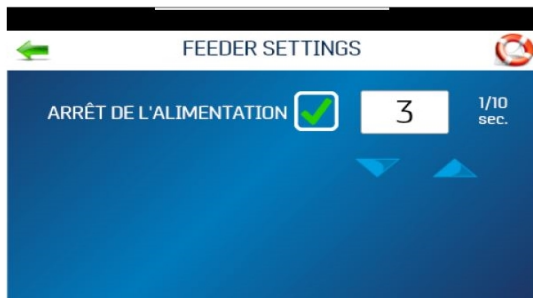 FEEDER SETTINGS
ARRÊT DE L'ALIMENTATION 3 1/10
sec.